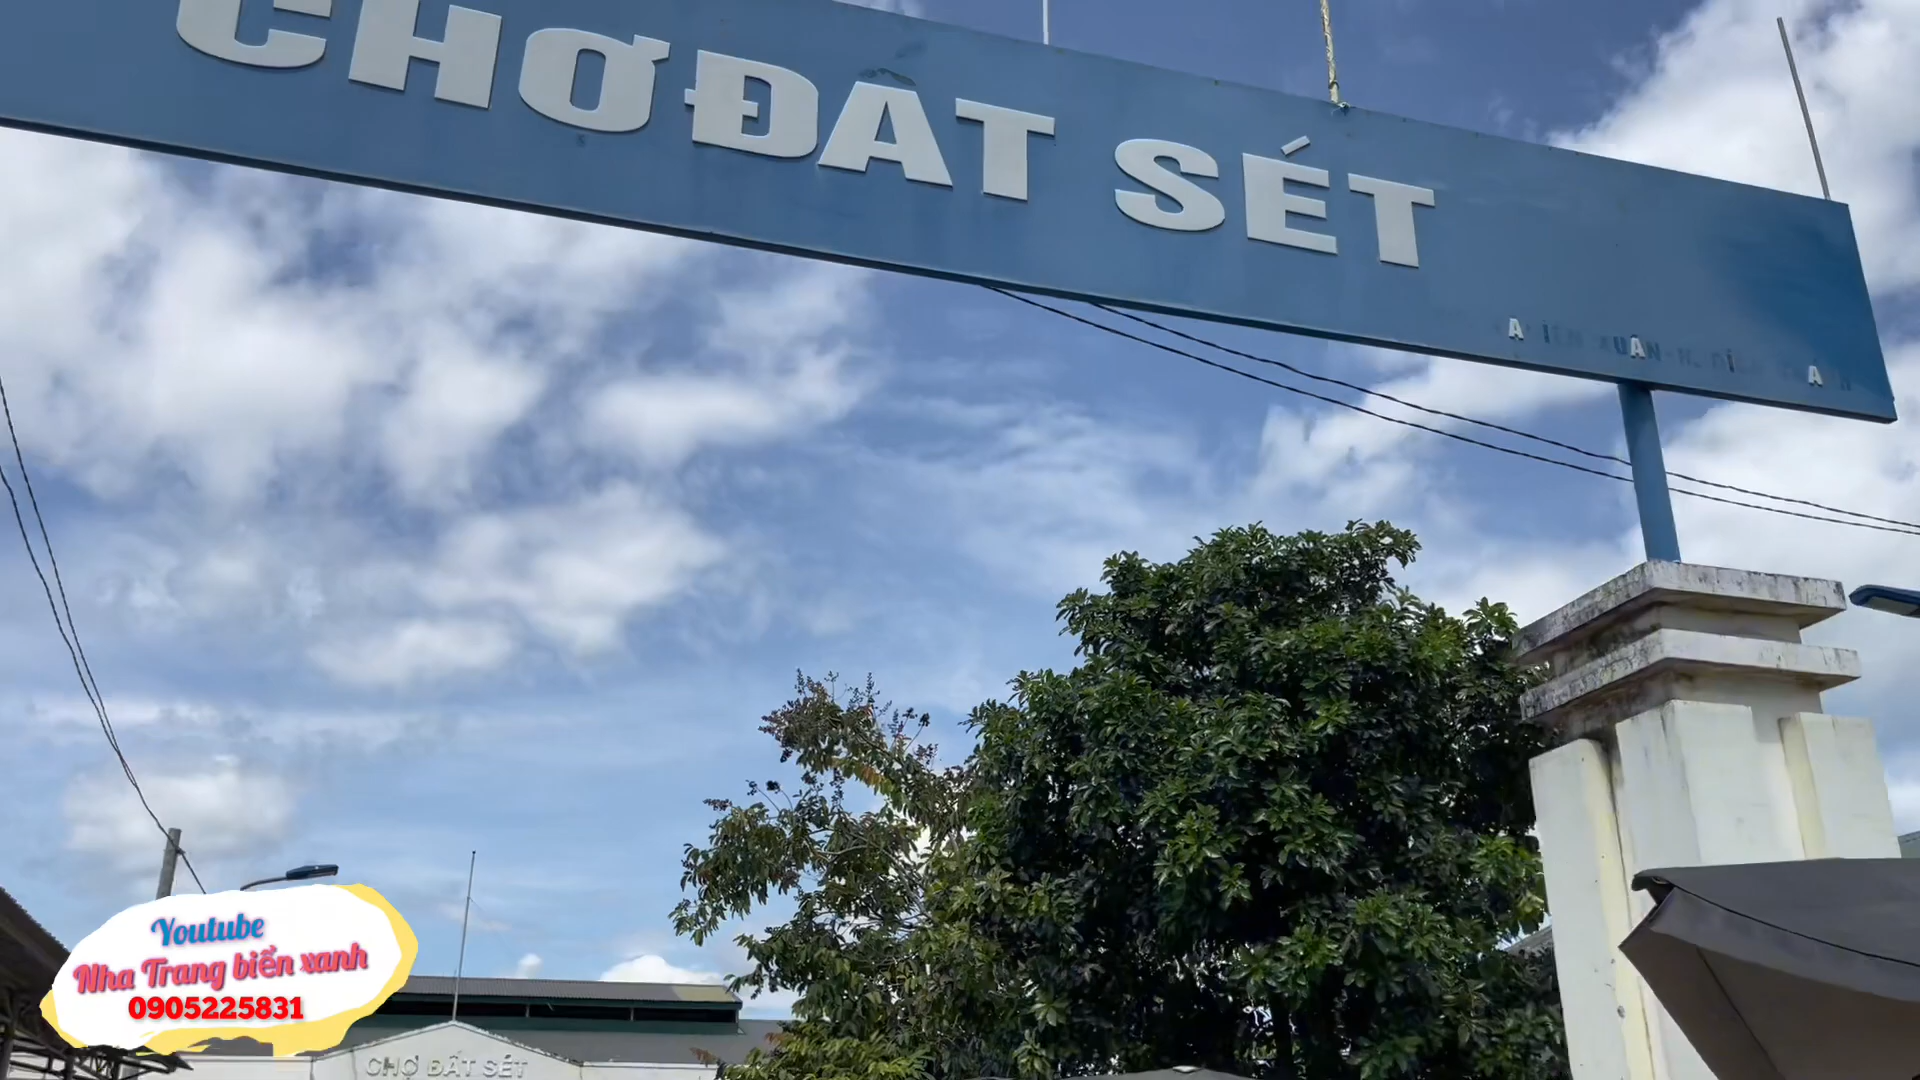 CHỢ ĐẤT SÉT
Youtube
Nha Trang biển xanh
0905225831
CHỢ ĐẤT SÉT